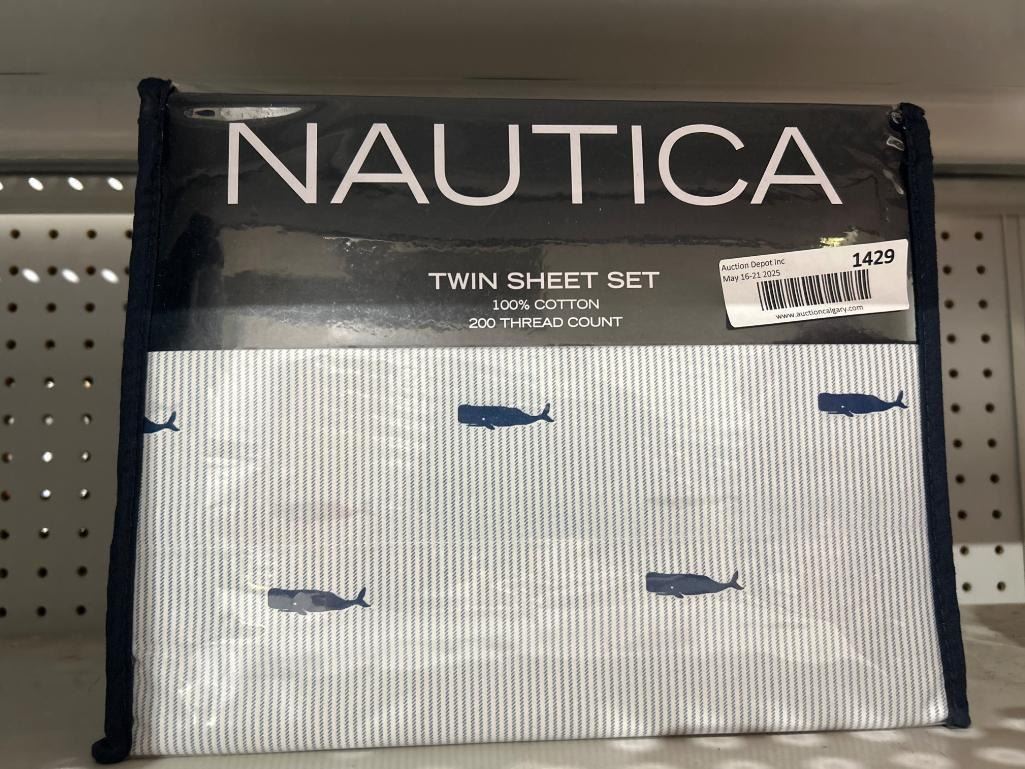 NAUTICA
TWIN SHEET SET
100% COTTON
200 THREAD COUNT
Auction Depot Inc 1429
May 16-21 2025
www.auctioncalgary.com